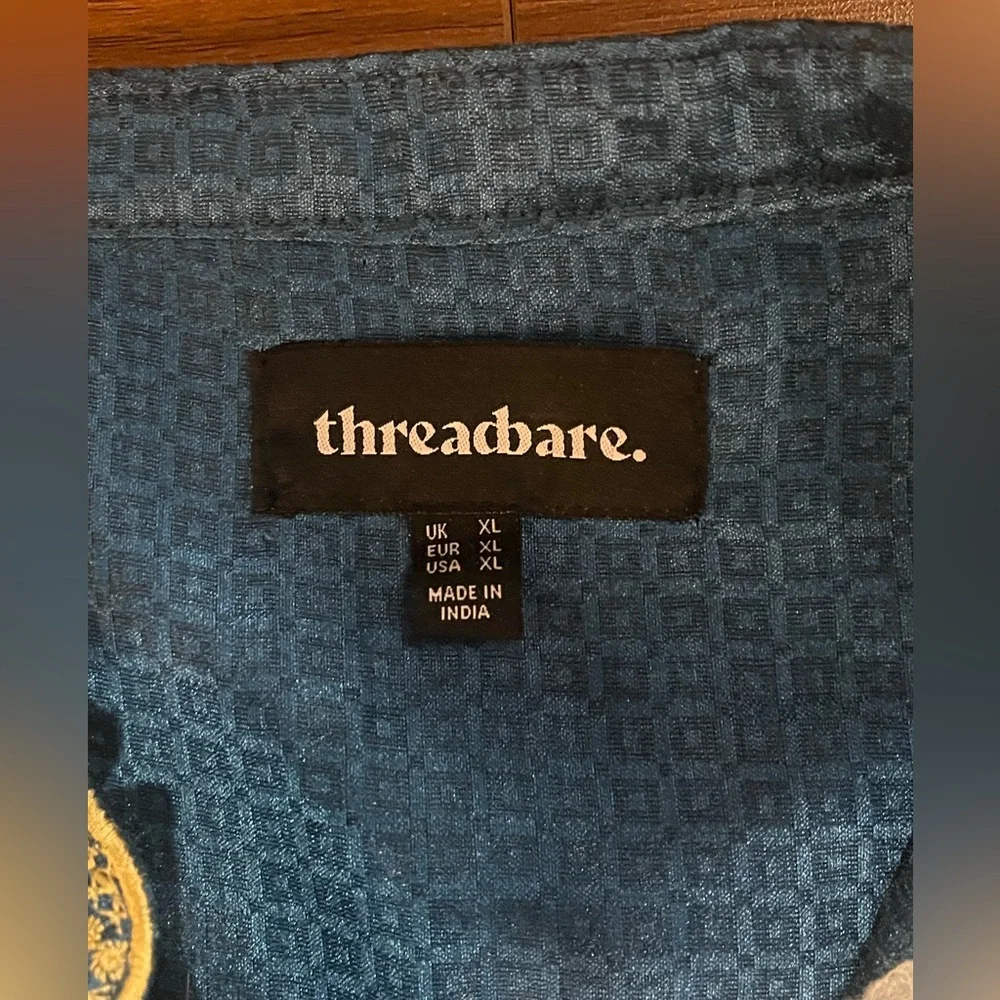 threadbare.
UK XL
EUR XL
USA XL
MADE IN
INDIA